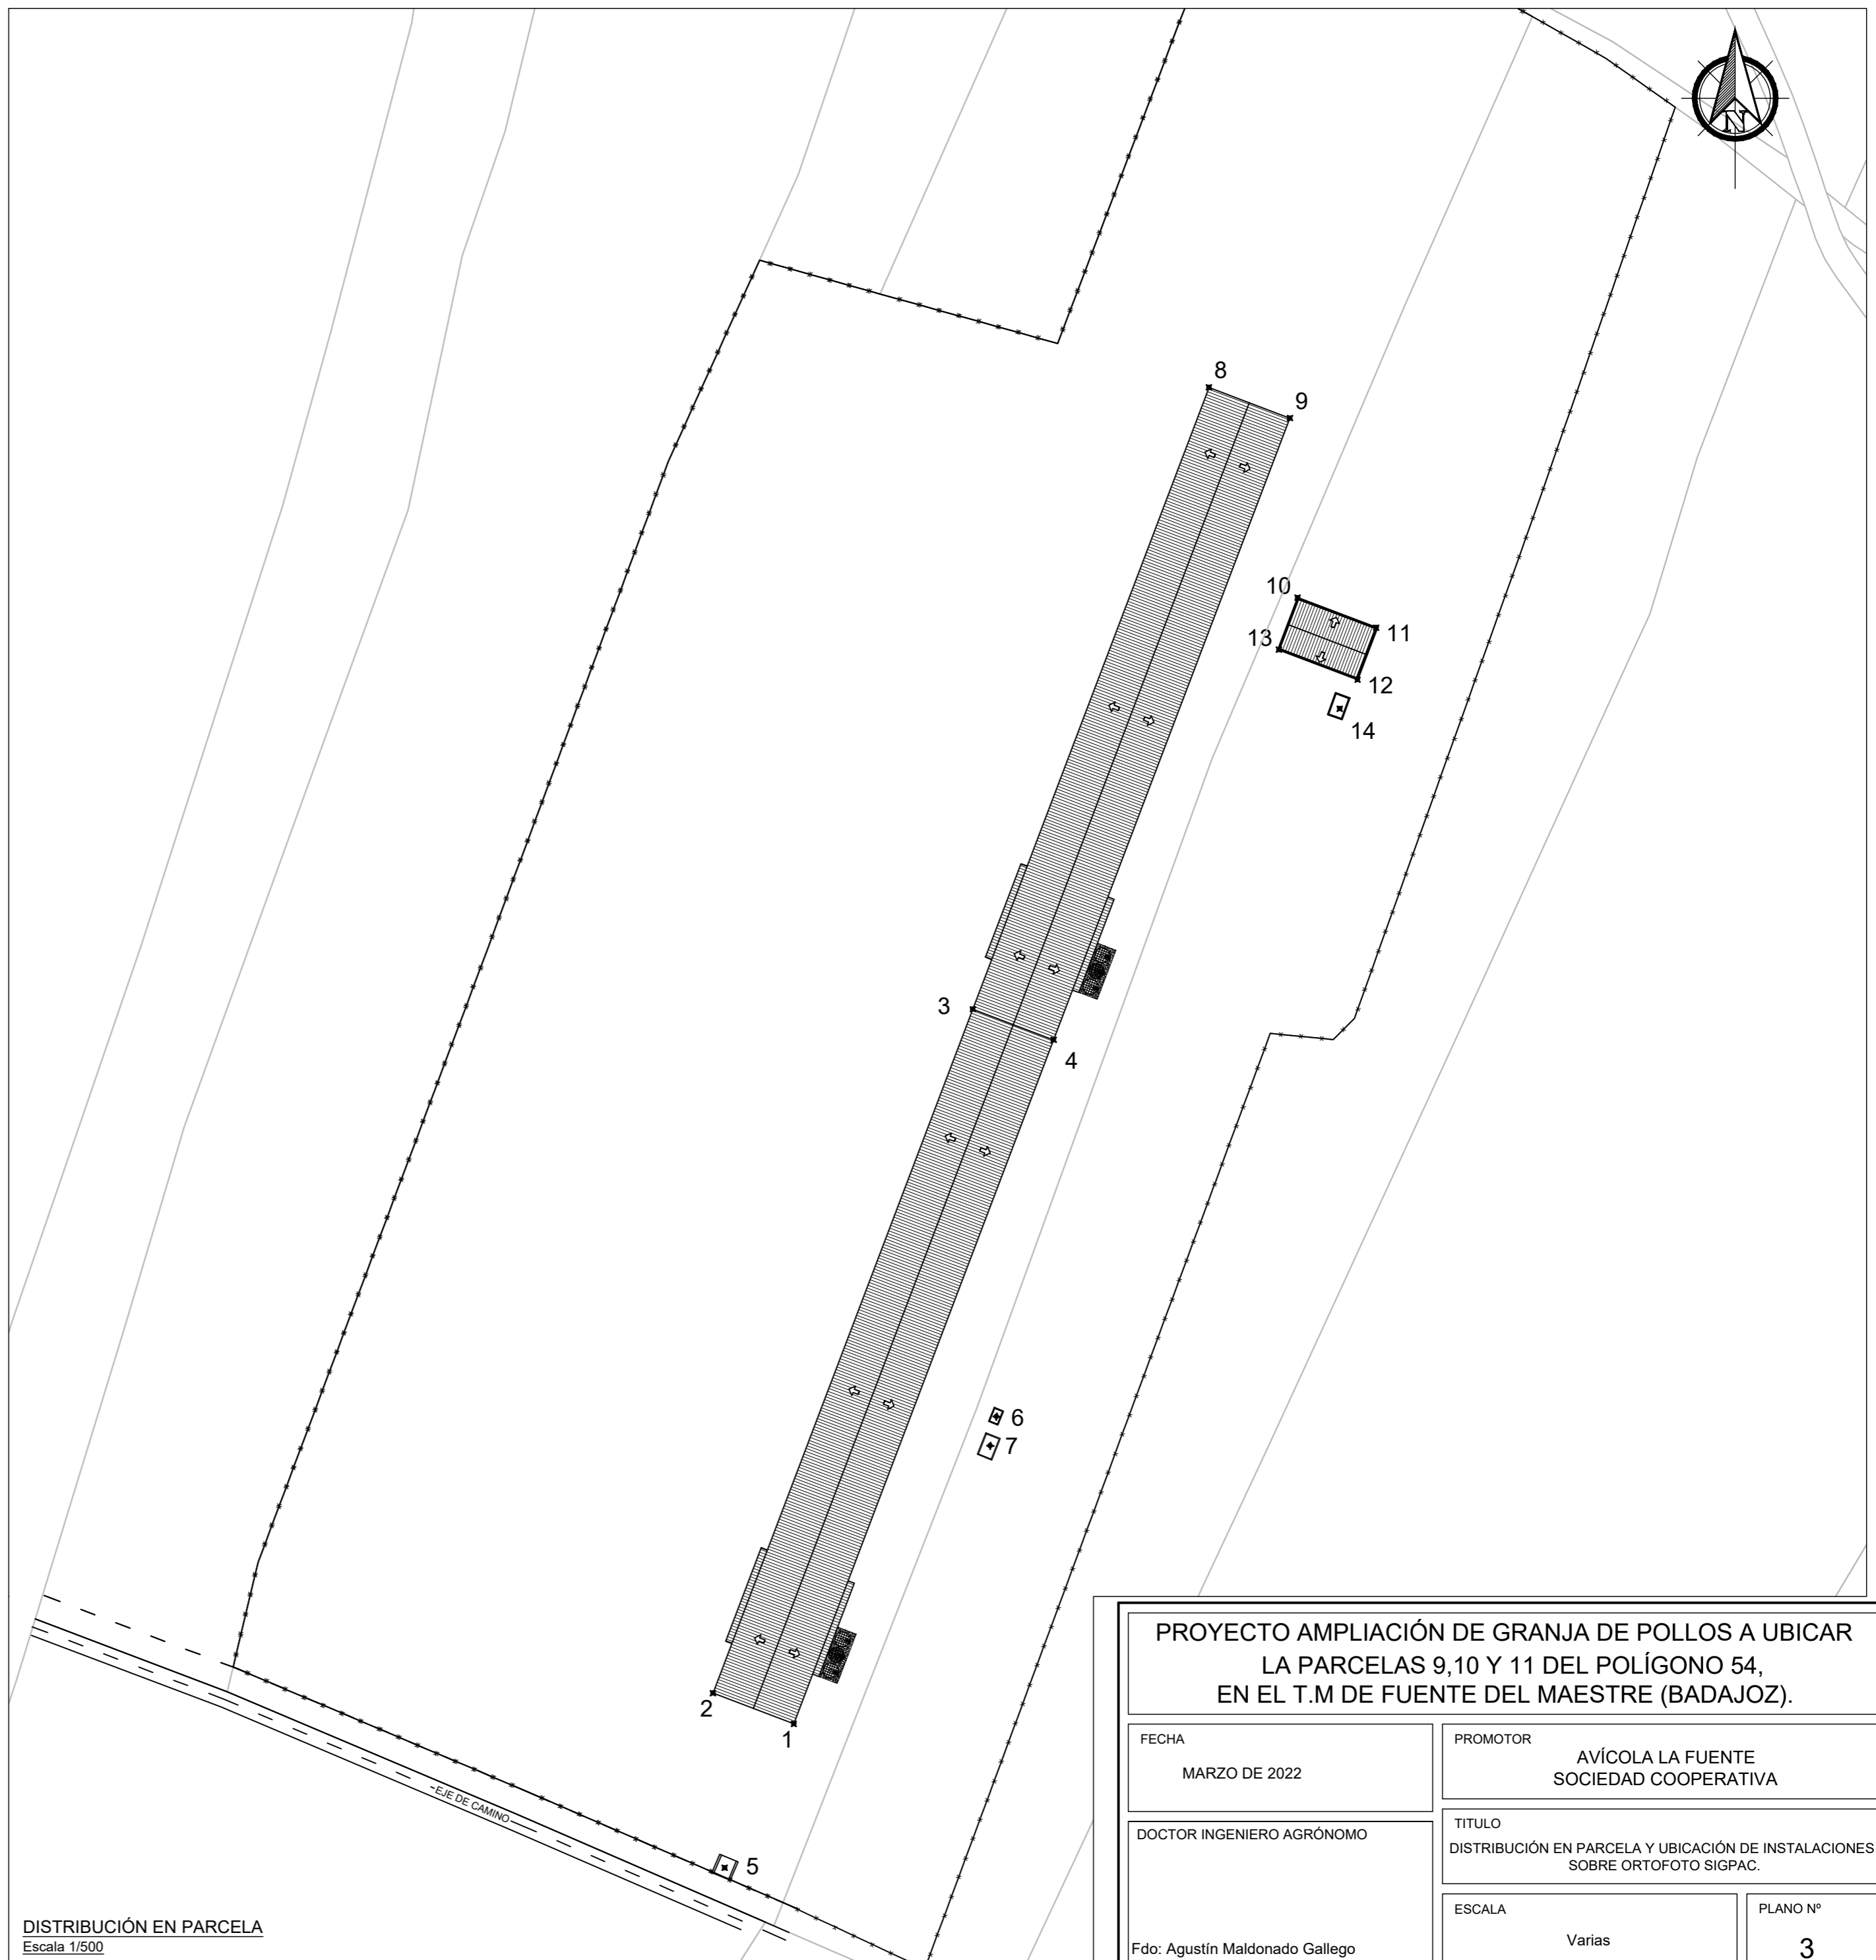 N
8
9
10
11
13
12
14
3
4
6
7
2
1
5
EJE DE CAMINO
DISTRIBUCIÓN EN PARCELA
Escala 1/500
PROYECTO AMPLIACIÓN DE GRANJA DE POLLOS A UBICAR
LA PARCELAS 9,10 Y 11 DEL POLÍGONO 54,
EN EL T.M DE FUENTE DEL MAESTRE (BADAJOZ).
FECHA
MARZO DE 2022
PROMOTOR
AVÍCOLA LA FUENTE
SOCIEDAD COOPERATIVA
DOCTOR INGENIERO AGRÓNOMO
Fdo: Agustín Maldonado Gallego
TITULO
DISTRIBUCIÓN EN PARCELA Y UBICACIÓN DE INSTALACIONES
SOBRE ORTOFOTO SIGPAC.
ESCALA
Varias
PLANO Nº
3